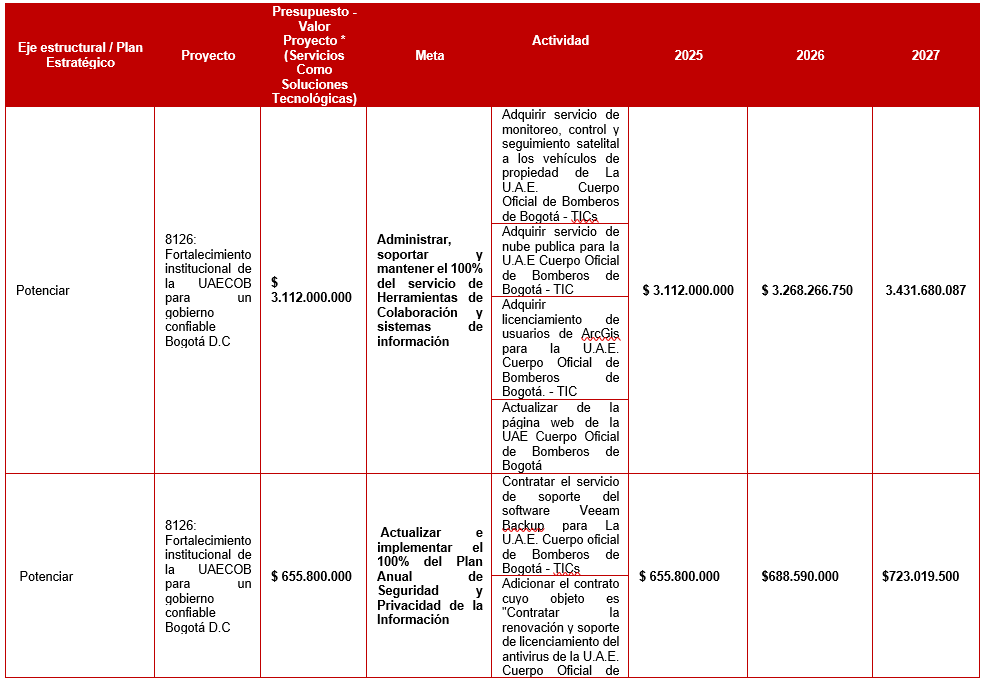 Eje estructural / Plan
Estratégico
Proyecto
Presupuesto -
Valor
Proyecto *
(Servicios
Como
Soluciones
Tecnológicas)
Meta
Actividad
2025
2026
2027
Potenciar
8126:
Fortalecimiento
institucional de
la UAECOB
para un
gobierno
confiable
Bogotá D.C
$
3.112.000.000
Administrar,
soportar y
mantener el 100%
del servicio de
Herramientas de
Colaboración y
sistemas de
información
Adquirir servicio de
monitoreo, control y
seguimiento satelital
a los vehículos de
propiedad de La
U.A.E. Cuerpo
Oficial de Bomberos
de Bogotá - TICs
Adquirir servicio de
nube publica para la
U.A.E Cuerpo Oficial
de Bomberos de
Bogotá - TIC
Adquirir
licenciamiento de
usuarios de ArcGis
para la U.A.E.
Cuerpo Oficial de
Bomberos de
Bogotá. - TIC
Actualizar de la
página web de la
UAE Cuerpo Oficial
de Bomberos de
Bogotá
$ 3.112.000.000
$ 3.268.266.750
3.431.680.087
Potenciar
8126:
Fortalecimiento
institucional de
la UAECOB
para un
gobierno
confiable
Bogotá D.C
$ 655.800.000
Actualizar e
implementar el
100% del Plan
Anual de
Seguridad y
Privacidad de la
Información
Contratar el servicio
de soporte del
software Veeam
Backup para La
U.A.E. Cuerpo oficial
de Bomberos de
Bogotá - TICs
Adicionar el contrato
cuyo objeto es
"Contratar la
renovación y soporte
de licenciamiento del
antivirus de la U.A.E.
Cuerpo Oficial de
$ 655.800.000
$688.590.000
$723.019.500